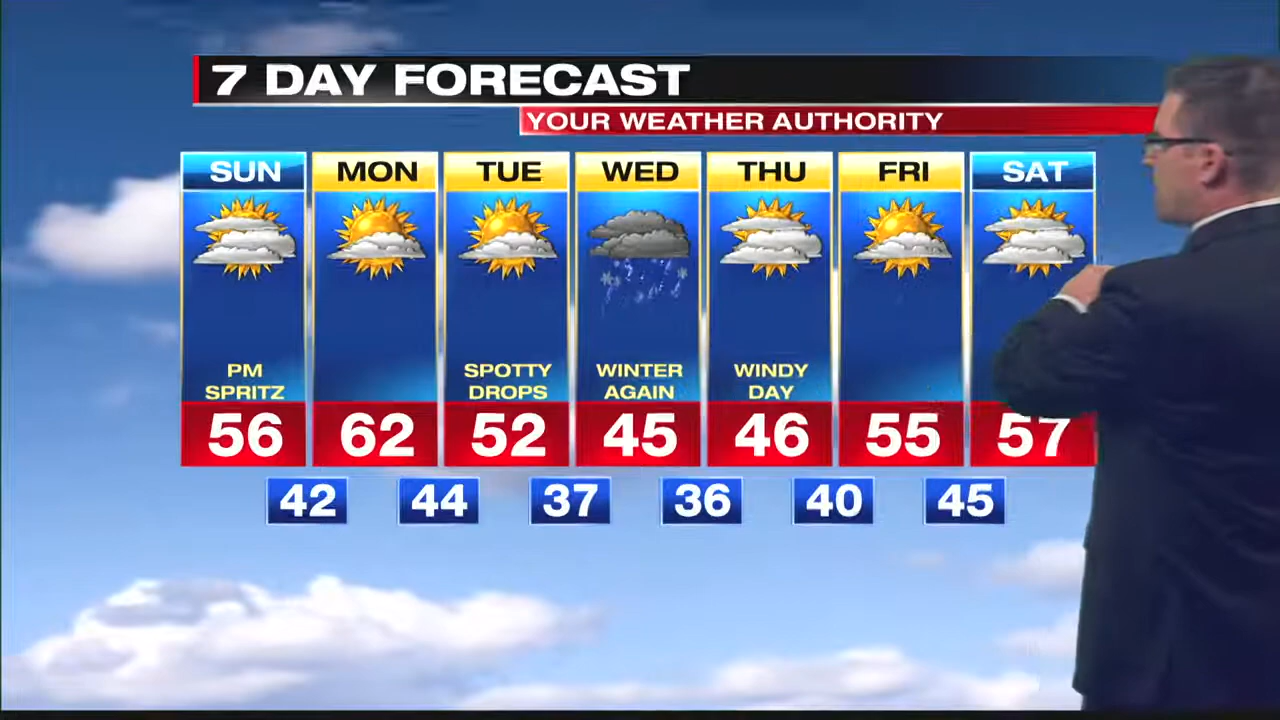 7 DAY FORECAST
YOUR WEATHER AUTHORITY
SUN MON TUE WED THU FRI SAT
PM SPOTTY WINTER WINDY
SPRITZ DROPS AGAIN DAY
56 62 52 45 46 55 57
42 44 37 36 40 45